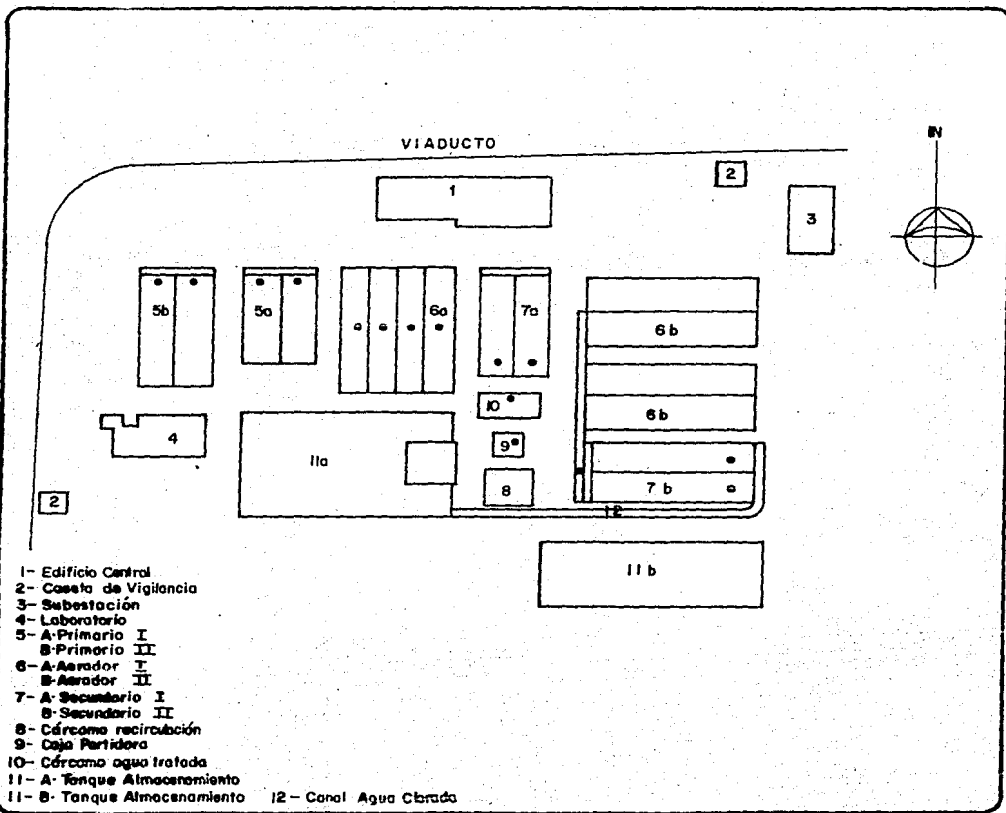 VIADUCTO
N
1
2
3
5b
5a
6a
7a
6b
10
6b
4
11a
9
7b
8
2
12
11b
1- Edificio Central
2- Caseta de Vigilancia
3- Subestación
4- Laboratorio
5- A-Primario I
B-Primario II
6- A-Aerador I
B-Aerador II
7- A-Secundario I
B-Secundario II
8- Cárcamo recirculación
9- Caja Partidora
10- Cárcamo agua tratada
11- A- Tanque Almacenamiento
11- B- Tanque Almacenamiento 12- Canal Agua Clorada